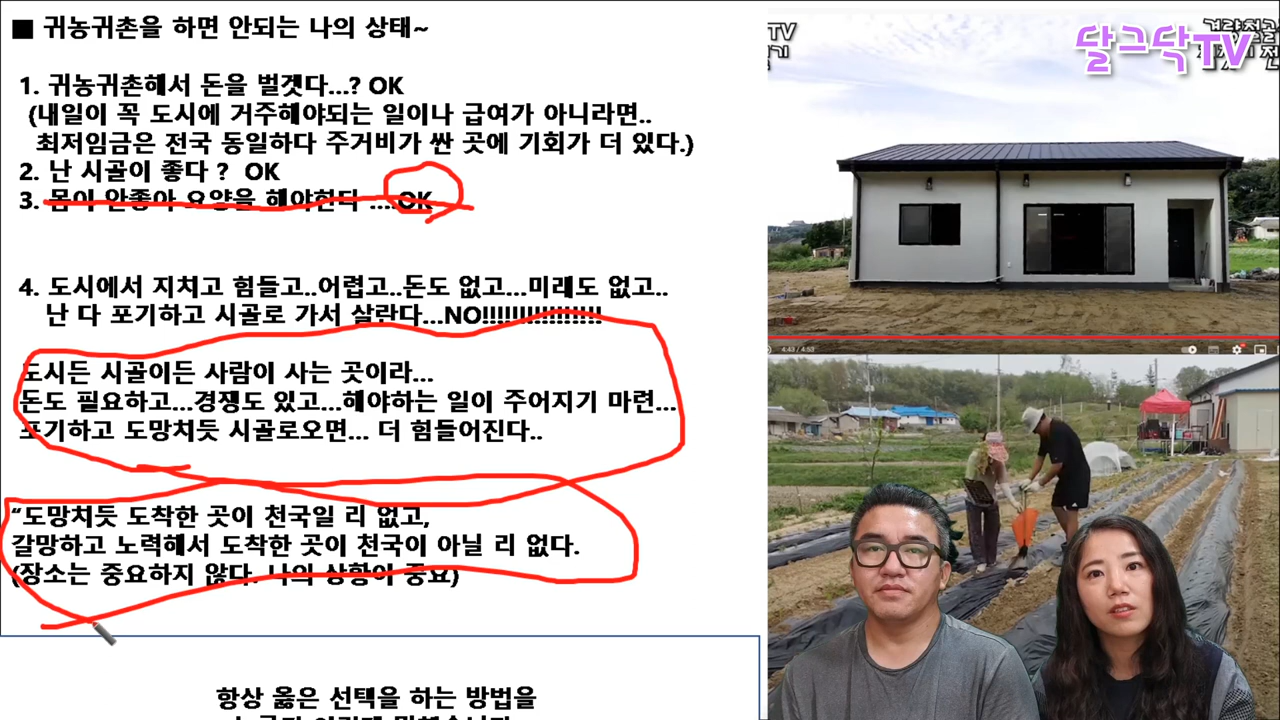 ■ 귀농귀촌을 하면 안되는 나의 상태~
1. 귀농귀촌해서 돈을 벌겟다...? OK
(내일이 꼭 도시에 거주해야되는 일이나 급여가 아니라면..
최저임금은 전국 동일하다 주거비가 싼 곳에 기회가 더 있다.)
2. 난 시골이 좋다 ? OK
3. 몸이 안좋아 요양을 해야한다 ....OK
4. 도시에서 지치고 힘들고..어렵고..돈도 없고...미래도 없고..
난 다 포기하고 시골로 가서 살란다...NO!!!!!!!!!!!!!!!!
도시든 시골이든 사람이 사는 곳이라...
돈도 필요하고...경쟁도 있고...해야하는 일이 주어지기 마련...
포기하고 도망치듯 시골로오면... 더 힘들어진다..
“도망치듯 도착한 곳이 천국일 리 없고,
갈망하고 노력해서 도착한 곳이 천국이 아닐 리 없다.
(장소는 중요하지 않다. 나의 상황이 중요)
항상 옳은 선택을 하는 방법을
달그닥TV
TV
4:43 / 4:53